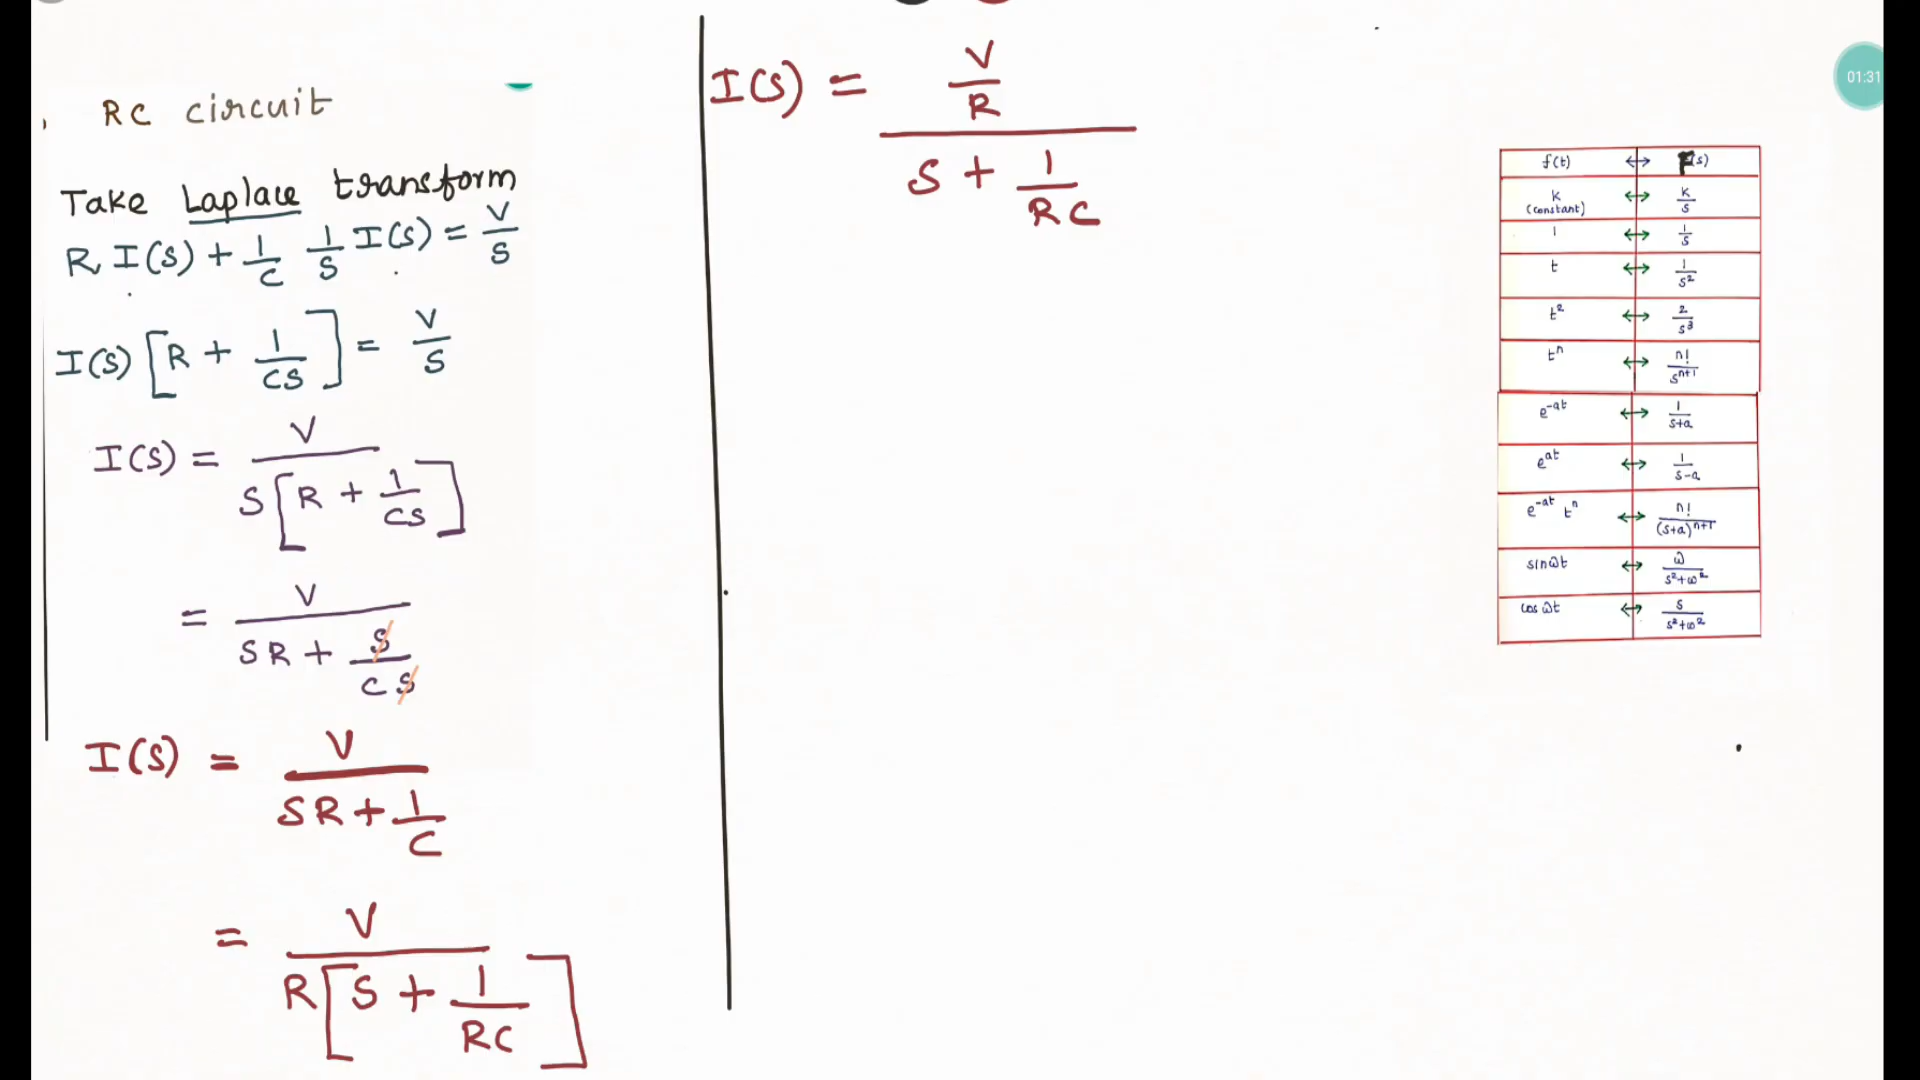 RC circuit
Take Laplace transform
R I(s) + 1/C 1/S I(s) = V/S
I(s) [R + 1/CS] = V/S
I(s) = V / S[R + 1/CS]
= V / SR + S/CS
I(s) = V / SR + 1/C
= V / R[S + 1/RC]
I(s) = V/R / S + 1/RC
01:31
f(t) ↔ F(s)
K (constant) ↔ K/S
1 ↔ 1/S
t ↔ 1/s²
t² ↔ 2/s³
tⁿ ↔ n!/sⁿ⁺¹
e^-at ↔ 1/s+a
e^at ↔ 1/s-a
e^-at tⁿ ↔ n!/(s+a)ⁿ⁺¹
sin ωt ↔ ω/s²+ω²
cos ωt ↔ s/s²+ω²